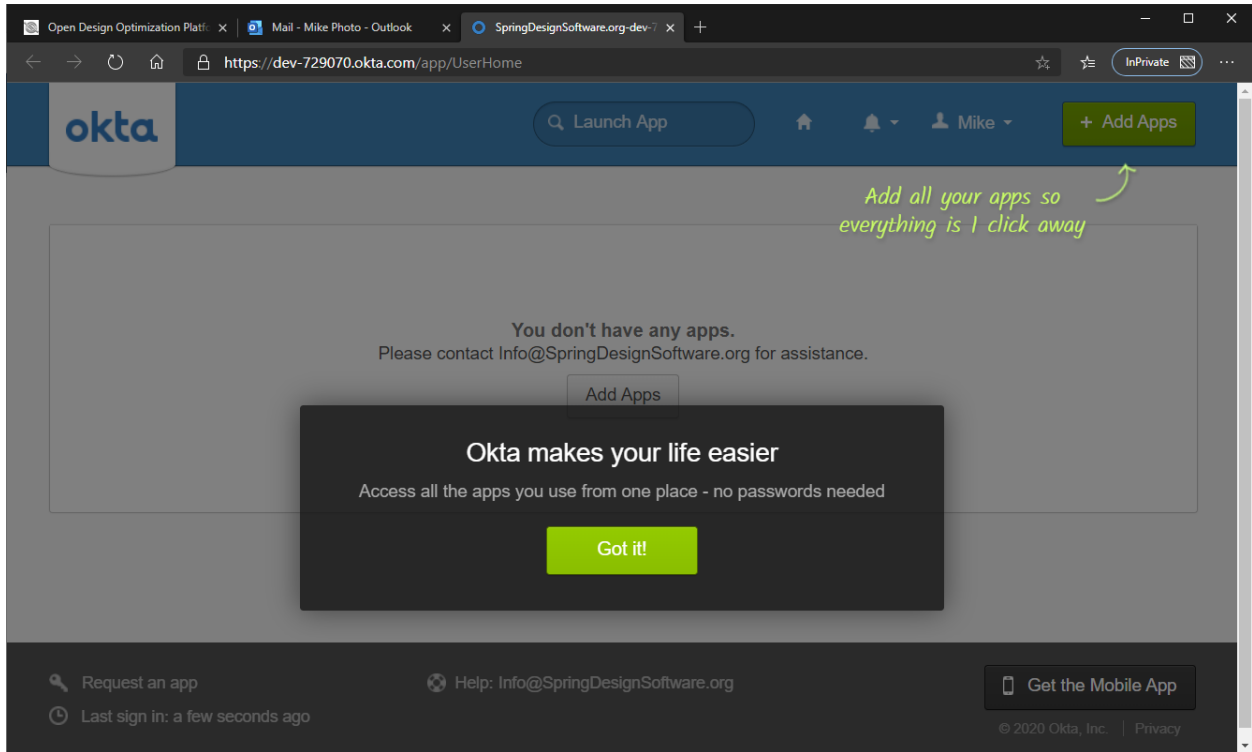 Open Design Optimization Platfo
Mail - Mike Photo - Outlook
SpringDesignSoftware.org-dev-7
https://dev-729070.okta.com/app/UserHome
InPrivate
okta
Launch App
Mike
+ Add Apps
Add all your apps so
everything is 1 click away
You don't have any apps.
Please contact Info@SpringDesignSoftware.org for assistance.
Add Apps
Okta makes your life easier
Access all the apps you use from one place - no passwords needed
Got it!
Request an app
Help: Info@SpringDesignSoftware.org
Get the Mobile App
Last sign in: a few seconds ago
© 2020 Okta, Inc. | Privacy